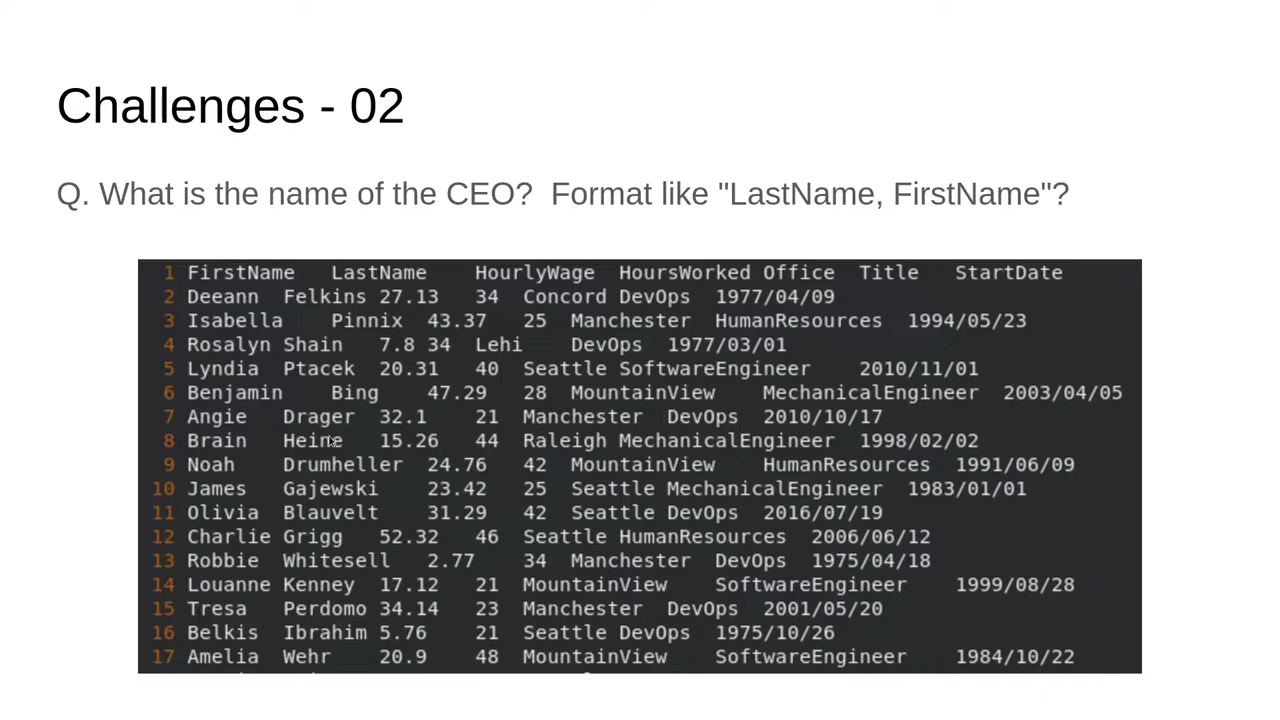 Challenges - 02
Q. What is the name of the CEO?  Format like "LastName, FirstName"?
1 FirstName   LastName    HourlyWage  HoursWorked Office  Title   StartDate
2 Deeann  Felkins 27.13   34  Concord DevOps  1977/04/09
3 Isabella    Pinnix  43.37   25  Manchester  HumanResources  1994/05/23
4 Rosalyn Shain   7.8 34  Lehi    DevOps  1977/03/01
5 Lyndia  Ptacek  20.31   40  Seattle SoftwareEngineer    2010/11/01
6 Benjamin    Bing    47.29   28  MountainView    MechanicalEngineer  2003/04/05
7 Angie   Drager  32.1    21  Manchester  DevOps  2010/10/17
8 Brain   Heine   15.26   44  Raleigh MechanicalEngineer  1998/02/02
9 Noah    Drumheller  24.76   42  MountainView    HumanResources  1991/06/09
10 James   Gajewski    23.42   25  Seattle MechanicalEngineer  1983/01/01
11 Olivia  Blauvelt    31.29   42  Seattle DevOps  2016/07/19
12 Charlie Grigg   52.32   46  Seattle HumanResources  2006/06/12
13 Robbie  Whitesell   2.77    34  Manchester  DevOps  1975/04/18
14 Louanne Kenney  17.12   21  MountainView    SoftwareEngineer    1999/08/28
15 Tresa   Perdomo 34.14   23  Manchester  DevOps  2001/05/20
16 Belkis  Ibrahim 5.76    21  Seattle DevOps  1975/10/26
17 Amelia  Wehr    20.9    48  MountainView    SoftwareEngineer    1984/10/22